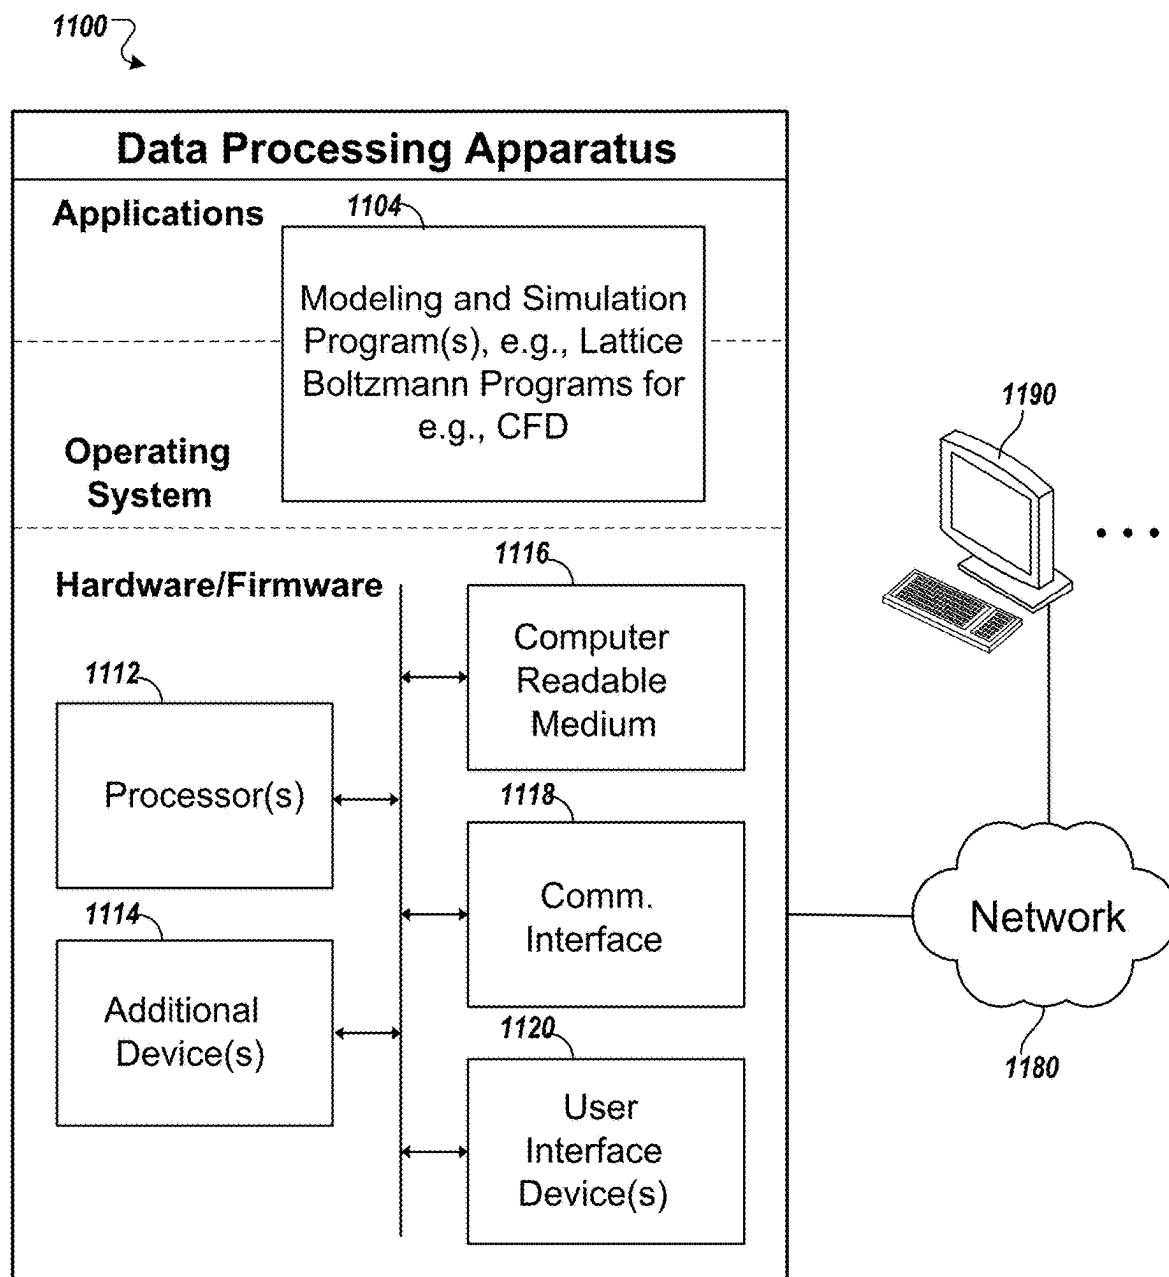 1100
Data Processing Apparatus
Applications
1104
Modeling and Simulation
Program(s), e.g., Lattice
Boltzmann Programs for
e.g., CFD
Operating
System
1190
Hardware/Firmware
1116
Computer
Readable
Medium
1112
Processor(s)
1118
Comm.
Interface
1114
Additional
Device(s)
1120
User
Interface
Device(s)
Network
1180